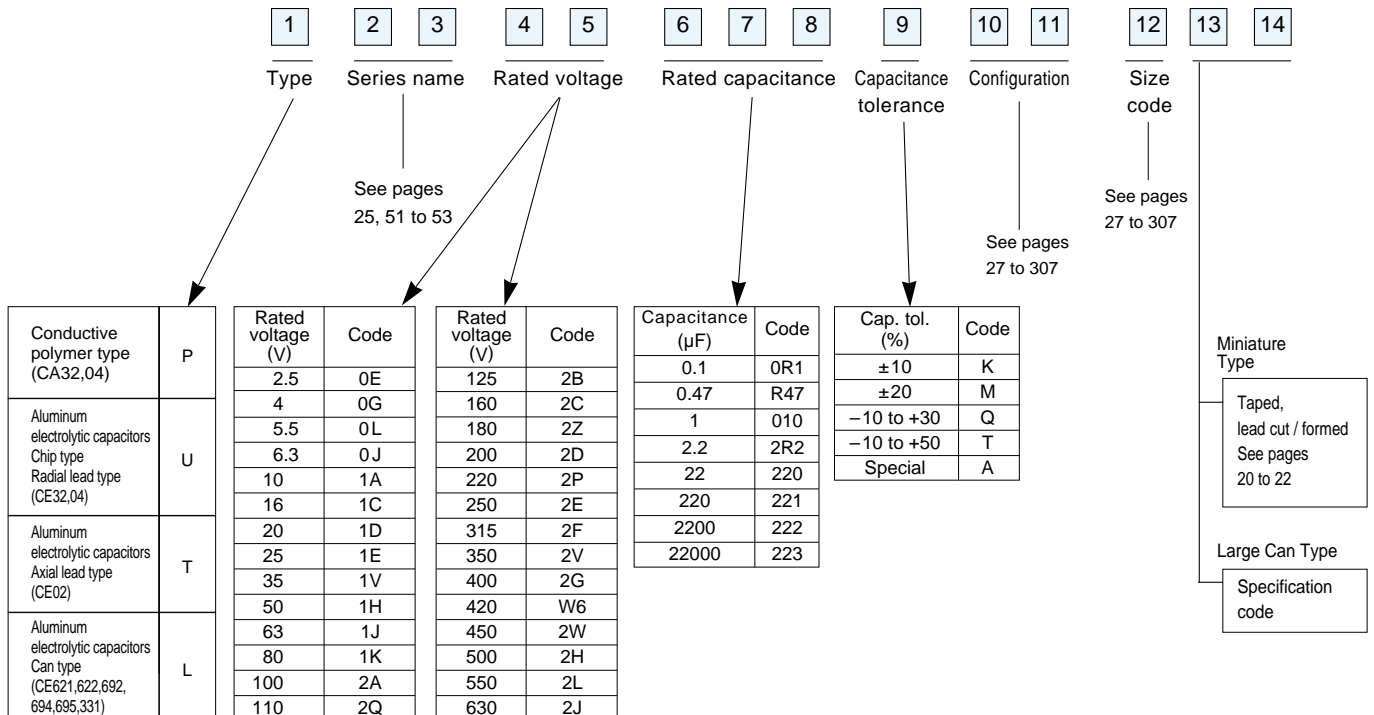 1 2 3 4 5 6 7 8 9 10 11 12 13 14
Type Series name Rated voltage Rated capacitance Capacitance tolerance Configuration Size code
See pages
25, 51 to 53
See pages
27 to 307
See pages
27 to 307
Conductive
polymer type
(CA32,04)
P
Aluminum
electrolytic capacitors
Chip type
Radial lead type
(CE32,04)
U
Aluminum
electrolytic capacitors
Axial lead type
(CE02)
T
Aluminum
electrolytic capacitors
Can type
(CE621,622,692,
694,695,331)
L
Rated
voltage
(V)
Code
2.5 0E
4 0G
5.5 0L
6.3 0J
10 1A
16 1C
20 1D
25 1E
35 1V
50 1H
63 1J
80 1K
100 2A
110 2Q
Rated
voltage
(V)
Code
125 2B
160 2C
180 2Z
200 2D
220 2P
250 2E
315 2F
350 2V
400 2G
420 W6
450 2W
500 2H
550 2L
630 2J
Capacitance
(µF)
Code
0.1 0R1
0.47 R47
1 010
2.2 2R2
22 220
220 221
2200 222
22000 223
Cap. tol.
(%)
Code
±10 K
±20 M
−10 to +30 Q
−10 to +50 T
Special A
Miniature
Type
Taped,
lead cut / formed
See pages
20 to 22
Large Can Type
Specification
code